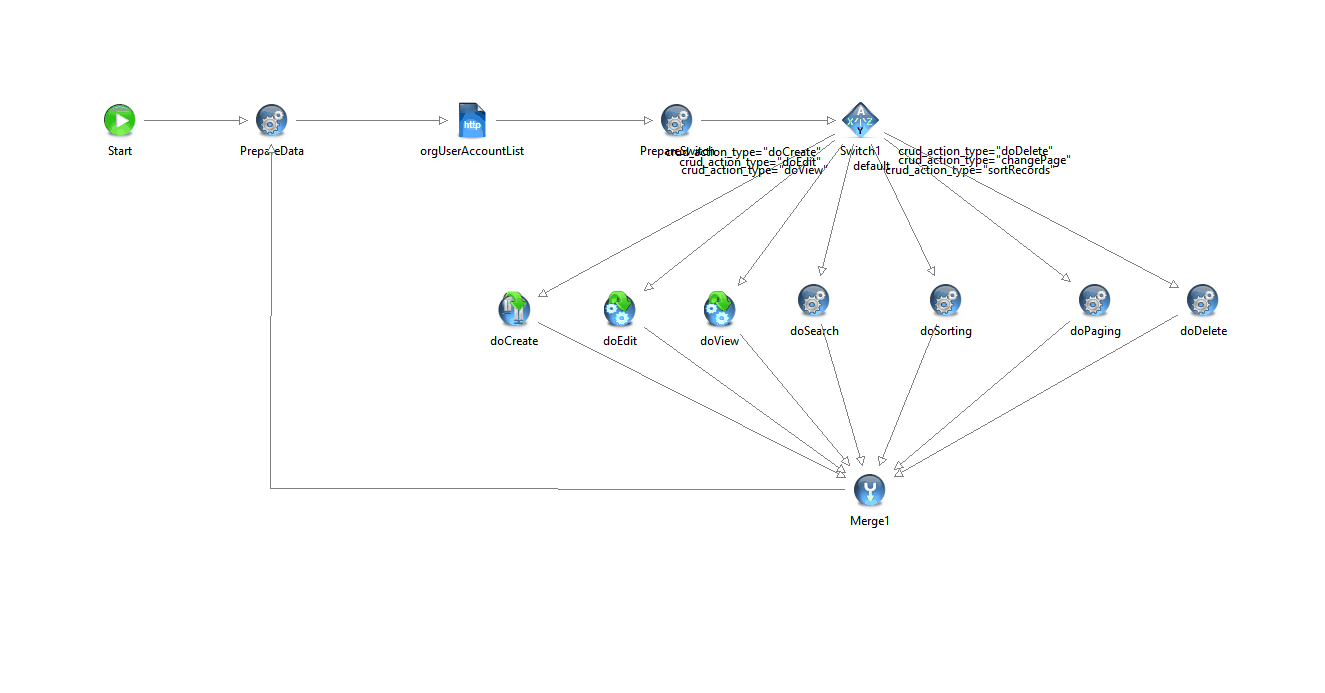 http
A
X Z
Y
Start
PrepareData
orgUserAccountList
PrepareSwitch
Switch1
crud_action_type="doCreate"
crud_action_type="doEdit"
crud_action_type="doView"
default
crud_action_type="doDelete"
crud_action_type="changePage"
crud_action_type="sortRecords"
doCreate
doEdit
doView
doSearch
doSorting
doPaging
doDelete
Merge1